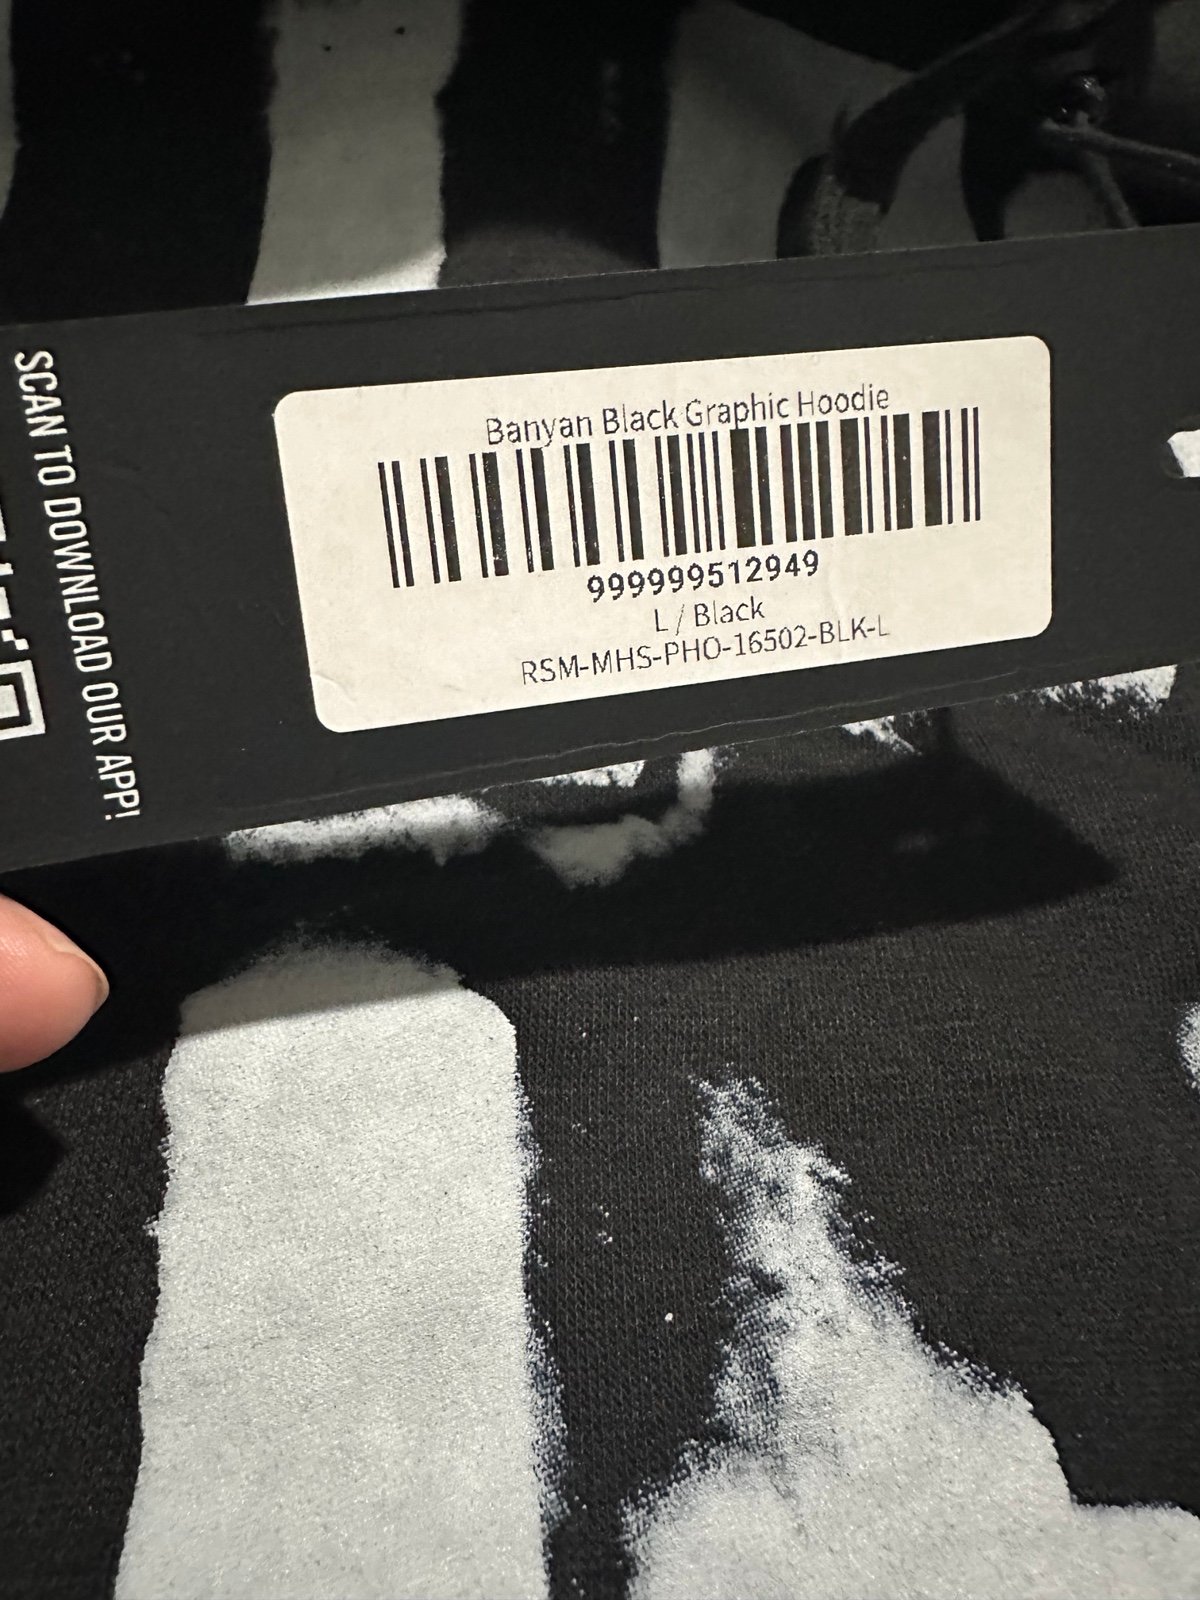 SCAN TO DOWNLOAD OUR APP!
Banyan Black Graphic Hoodie
999999512949
L / Black
RSM-MHS-PHO-16502-BLK-L